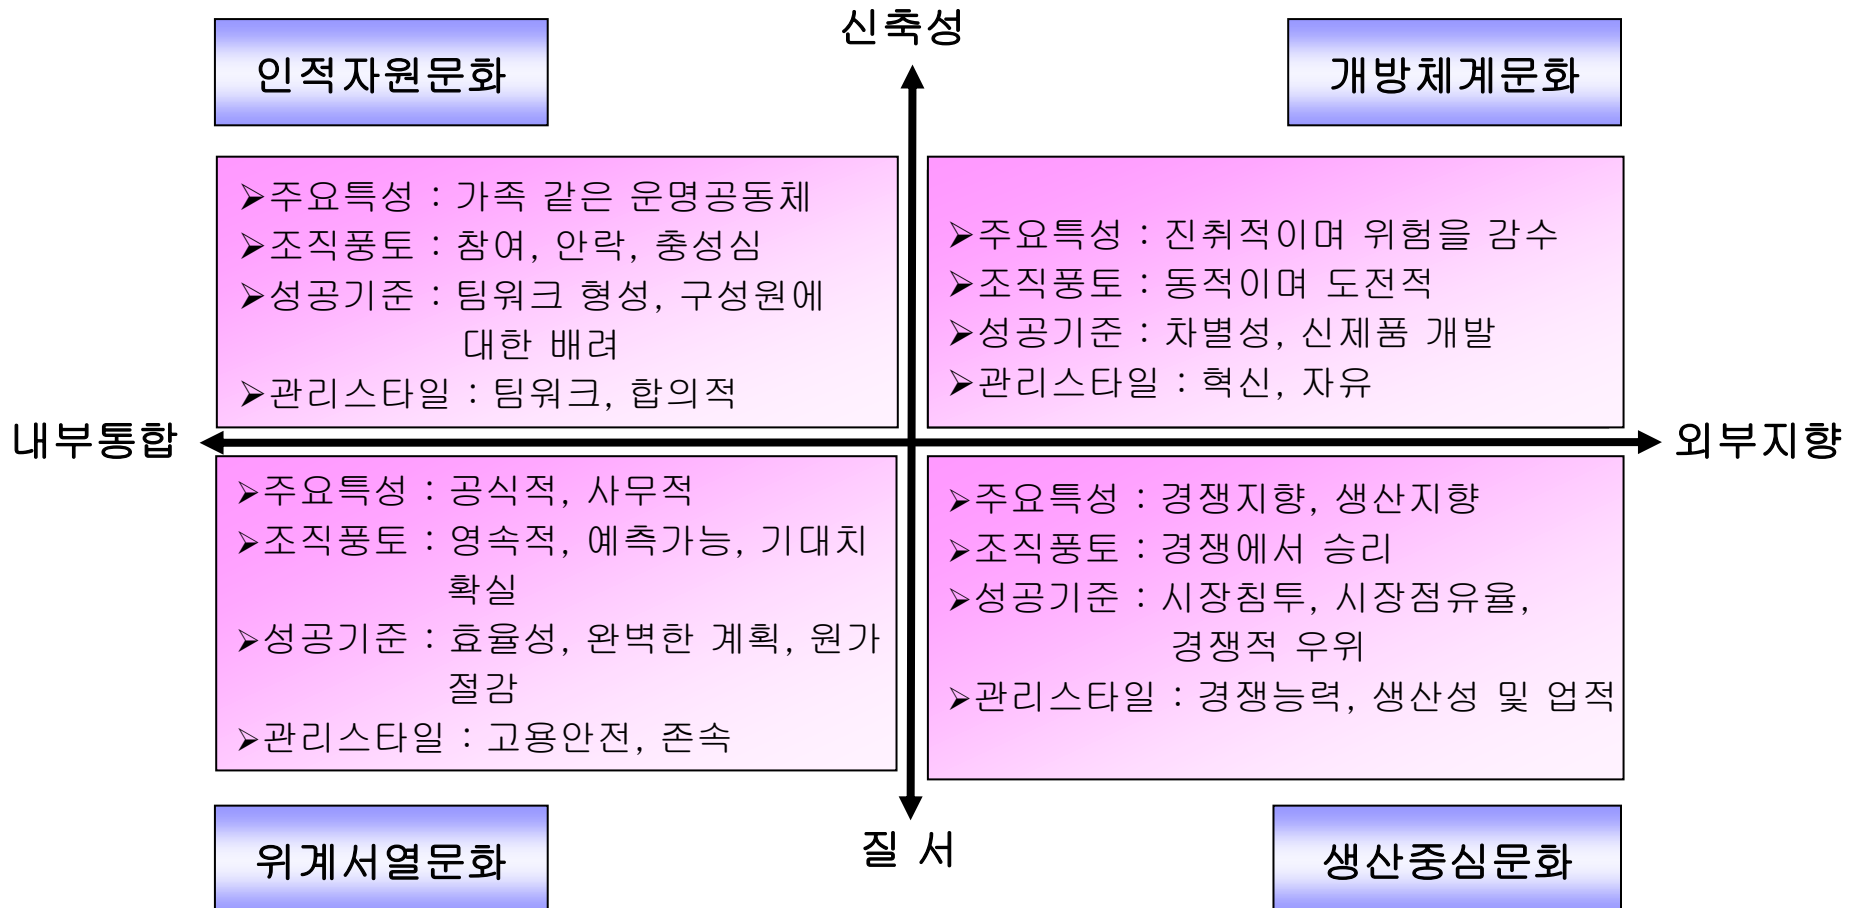 신축성
인적자원문화
개방체계문화
➢주요특성 : 가족 같은 운명공동체
➢조직풍토 : 참여, 안락, 충성심
➢성공기준 : 팀워크 형성, 구성원에
대한 배려
➢관리스타일 : 팀워크, 합의적
➢주요특성 : 진취적이며 위험을 감수
➢조직풍토 : 동적이며 도전적
➢성공기준 : 차별성, 신제품 개발
➢관리스타일 : 혁신, 자유
내부통합
외부지향
➢주요특성 : 공식적, 사무적
➢조직풍토 : 영속적, 예측가능, 기대치
확실
➢성공기준 : 효율성, 완벽한 계획, 원가
절감
➢관리스타일 : 고용안전, 존속
➢주요특성 : 경쟁지향, 생산지향
➢조직풍토 : 경쟁에서 승리
➢성공기준 : 시장침투, 시장점유율,
경쟁적 우위
➢관리스타일 : 경쟁능력, 생산성 및 업적
질 서
위계서열문화
생산중심문화